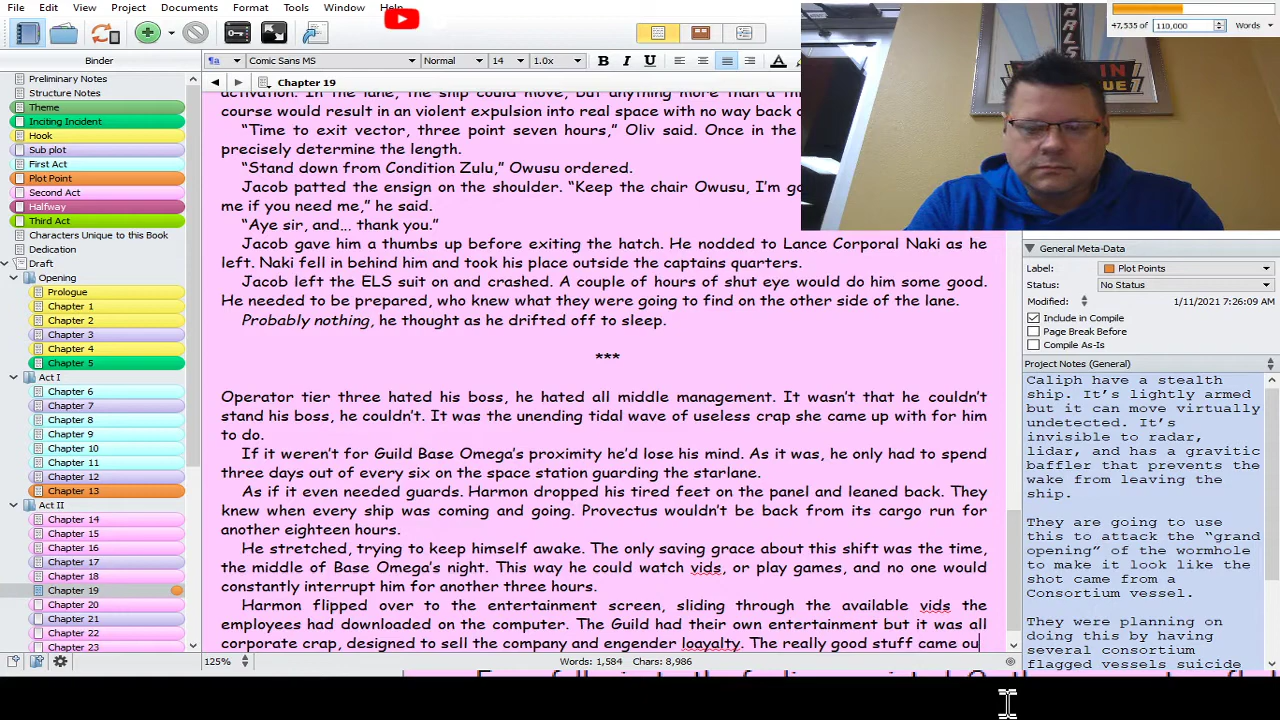 File Edit View Project Documents Format Tools Window Help
47,535 of 110,000 Words
Comic Sans MS Normal 14 1.0x B I U A
Binder
Chapter 19
Preliminary Notes
Structure Notes
Theme
Inciting Incident
Hook
Sub plot
First Act
Plot Point
Second Act
Halfway
Third Act
Characters Unique to this Book
Dedication
Draft
Opening
Prologue
Chapter 1
Chapter 2
Chapter 3
Chapter 4
Chapter 5
Act I
Chapter 6
Chapter 7
Chapter 8
Chapter 9
Chapter 10
Chapter 11
Chapter 12
Chapter 13
Act II
Chapter 14
Chapter 15
Chapter 16
Chapter 17
Chapter 18
Chapter 19
Chapter 20
Chapter 21
Chapter 22
Chapter 23
activation. In the lane, the ship could move, but anything more than a
course would result in a violent expulsion into real space with no way back
“Time to exit vector, three point seven hours,” Oliv said. Once in the
precisely determine the length.
“Stand down from Condition Zulu,” Owusu ordered.
Jacob patted the ensign on the shoulder. “Keep the chair Owusu, I’m
me if you need me,” he said.
“Aye sir, and... thank you.”
Jacob gave him a thumbs up before exiting the hatch. He nodded to Lance Corporal Naki as he
left. Naki fell in behind him and took his place outside the captains quarters.
Jacob left the ELS suit on and crashed. A couple of hours of shut eye would do him some good.
He needed to be prepared, who knew what they were going to find on the other side of the lane.
Probably nothing, he thought as he drifted off to sleep.
***
Operator tier three hated his boss, he hated all middle management. It wasn’t that he couldn’t
stand his boss, he couldn’t. It was the unending tidal wave of useless crap she came up with for him
to do.
If it weren’t for Guild Base Omega’s proximity he’d lose his mind. As it was, he only had to spend
three days out of every six on the space station guarding the starlane.
As if it even needed guards. Harmon dropped his tired feet on the panel and leaned back. They
knew when every ship was coming and going. Provectus wouldn’t be back from its cargo run for
another eighteen hours.
He stretched, trying to keep himself awake. The only saving grace about this shift was the time,
the middle of Base Omega’s night. This way he could watch vids, or play games, and no one would
constantly interrupt him for another three hours.
Harmon flipped over to the entertainment screen, sliding through the available vids the
employees had downloaded on the computer. The Guild had their own entertainment but it was all
corporate crap, designed to sell the company and engender loayalty. The really good stuff came ou
125%
Words: 1,584 Chars: 8,986
General Meta-Data
Label: Plot Points
Status: No Status
Modified: 1/11/2021 7:26:09 AM
Include in Compile
Page Break Before
Compile As-Is
Project Notes (General)
Caliph have a stealth
ship. It’s lightly armed
but it can move virtually
undetected. It’s
invisible to radar,
lidar, and has a gravitic
baffler that prevents the
wake from leaving the
ship.
They are going to use
this to attack the “grand
opening” of the wormhole
to make it look like the
shot came from a
Consortium vessel.
They were planning on
doing this by having
several consortium
flagged vessels suicide